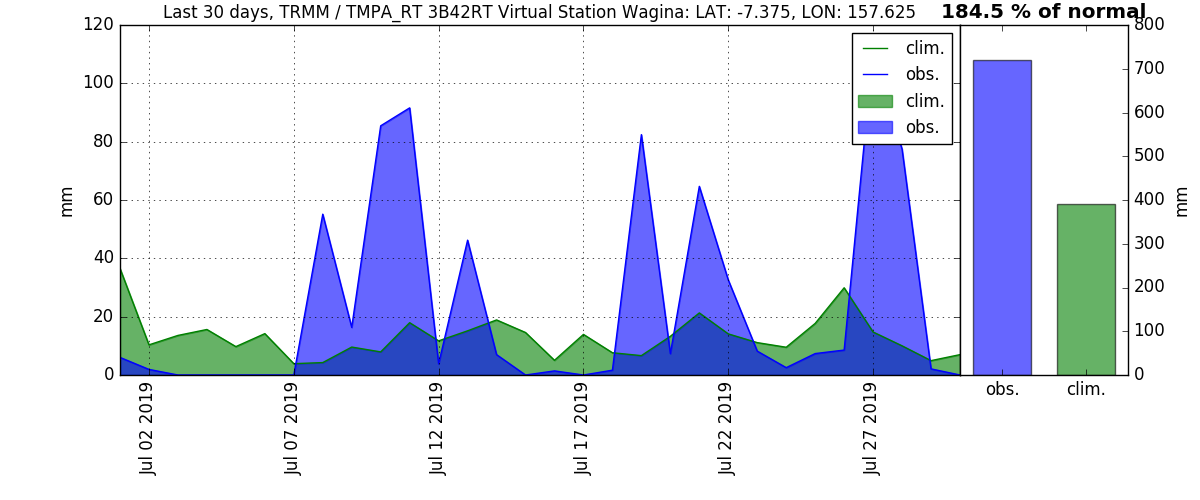 Last 30 days, TRMM / TMPA_RT 3B42RT Virtual Station Wagina: LAT: -7.375, LON: 157.625
184.5 % of normal
120
100
80
60
40
20
0
mm
clim.
obs.
clim.
obs.
Jul 02 2019
Jul 07 2019
Jul 12 2019
Jul 17 2019
Jul 22 2019
Jul 27 2019
800
700
600
500
400
300
200
100
0
mm
obs.
clim.